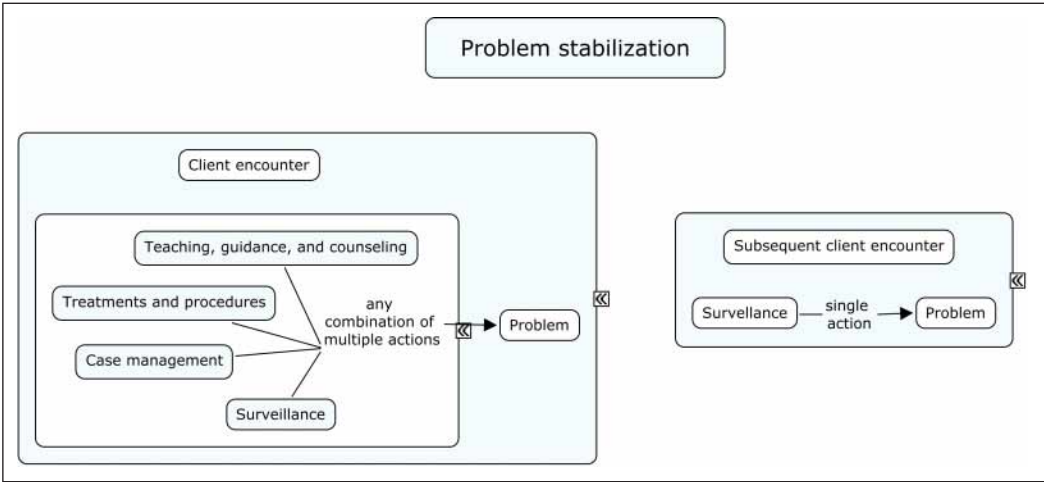 Problem stabilization
Client encounter
Teaching, guidance, and counseling
Treatments and procedures
Case management
Surveillance
any
combination of
multiple actions
Problem
Subsequent client encounter
Survellance
single
action
Problem